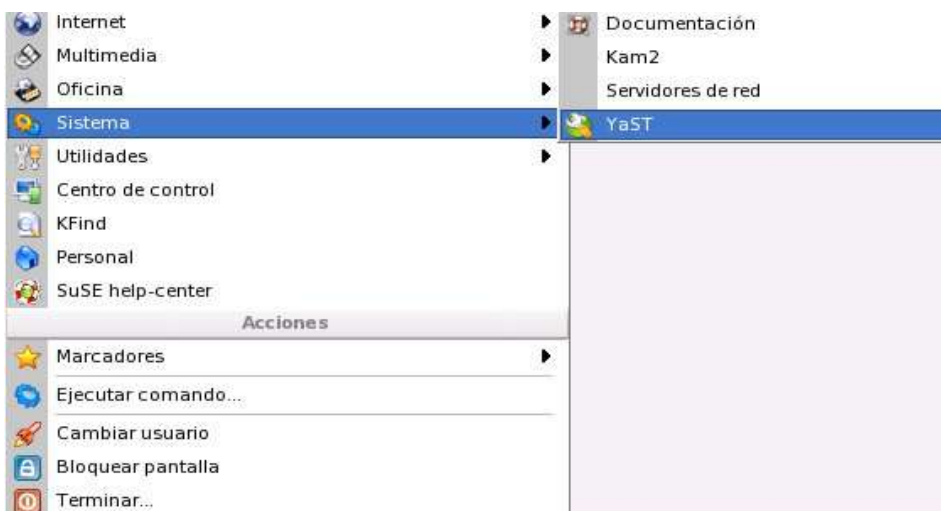 Internet
Multimedia
Oficina
Sistema
Utilidades
Centro de control
KFind
Personal
SuSE help-center
Acciones
Marcadores
Ejecutar comando...
Cambiar usuario
Bloquear pantalla
Terminar...
Documentación
Kam2
Servidores de red
YaST